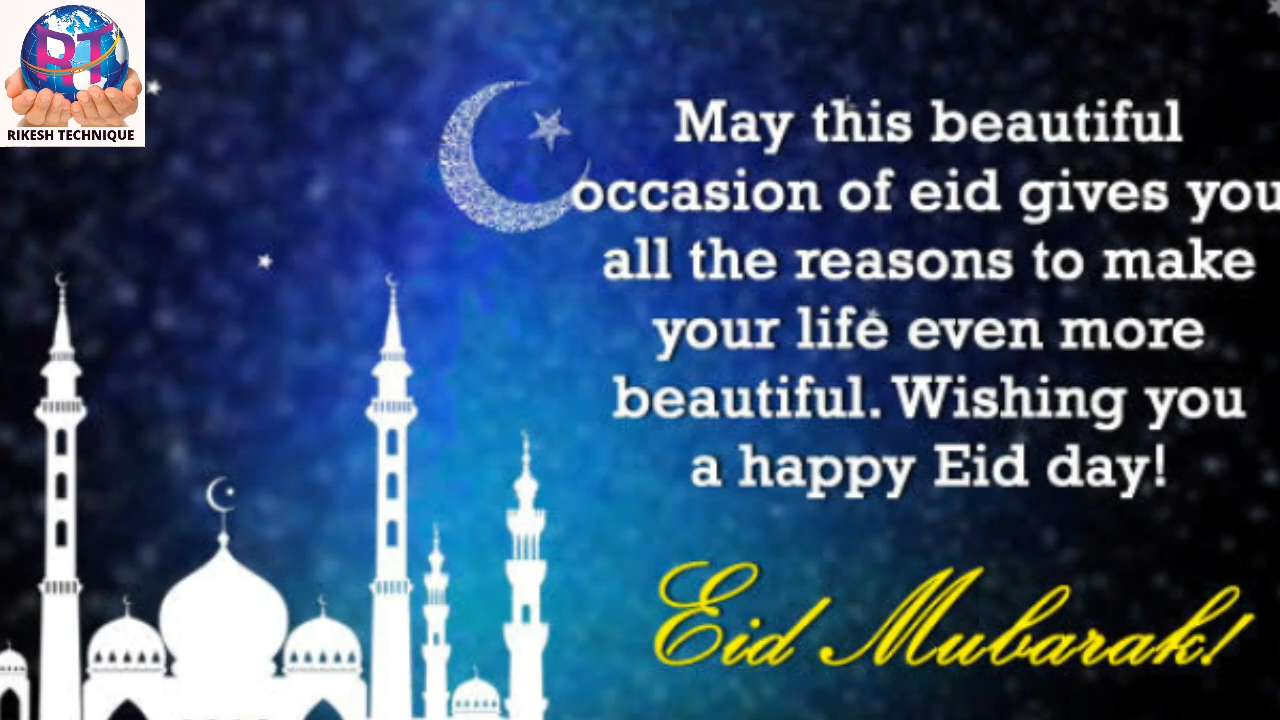 RT
RIKESH TECHNIQUE
May this beautiful
occasion of eid gives you
all the reasons to make
your life even more
beautiful. Wishing you
a happy Eid day!
Eid Mubarak!